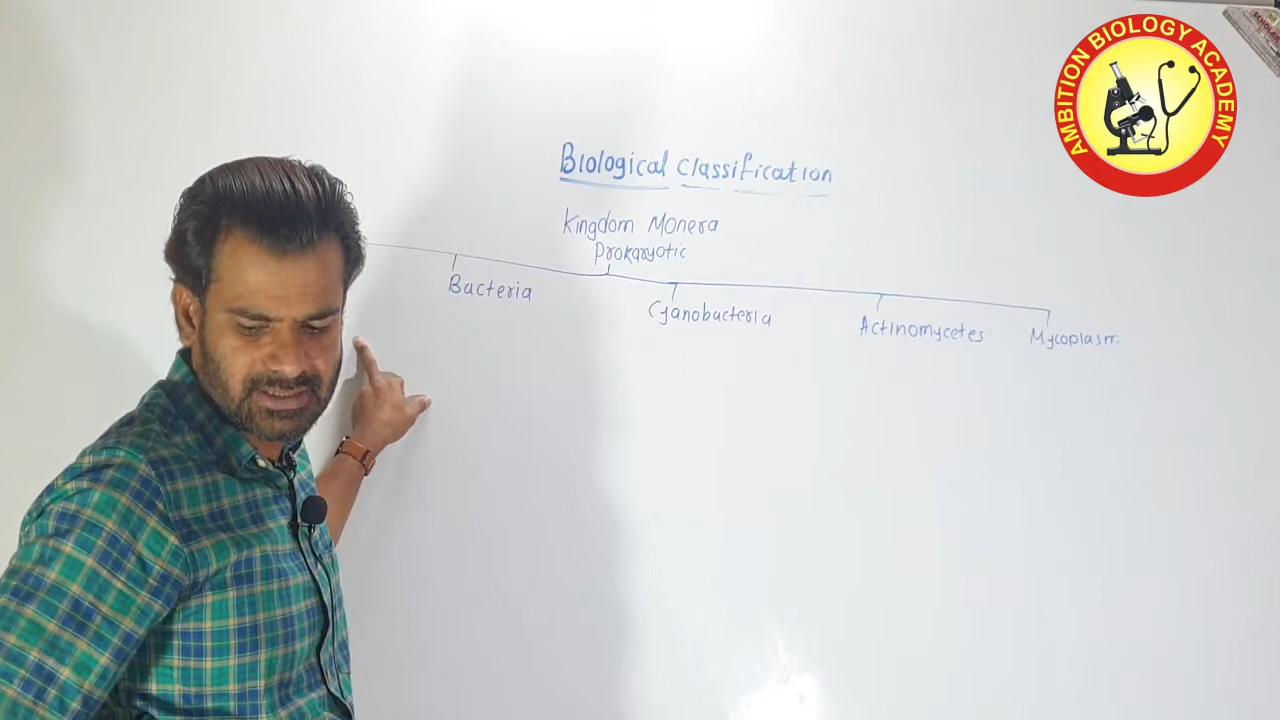 AMBITION BIOLOGY ACADEMY
Biological classification
Kingdom Monera
Prokaryotic
Bacteria
Cyanobacteria
Actinomycetes
Mycoplasm